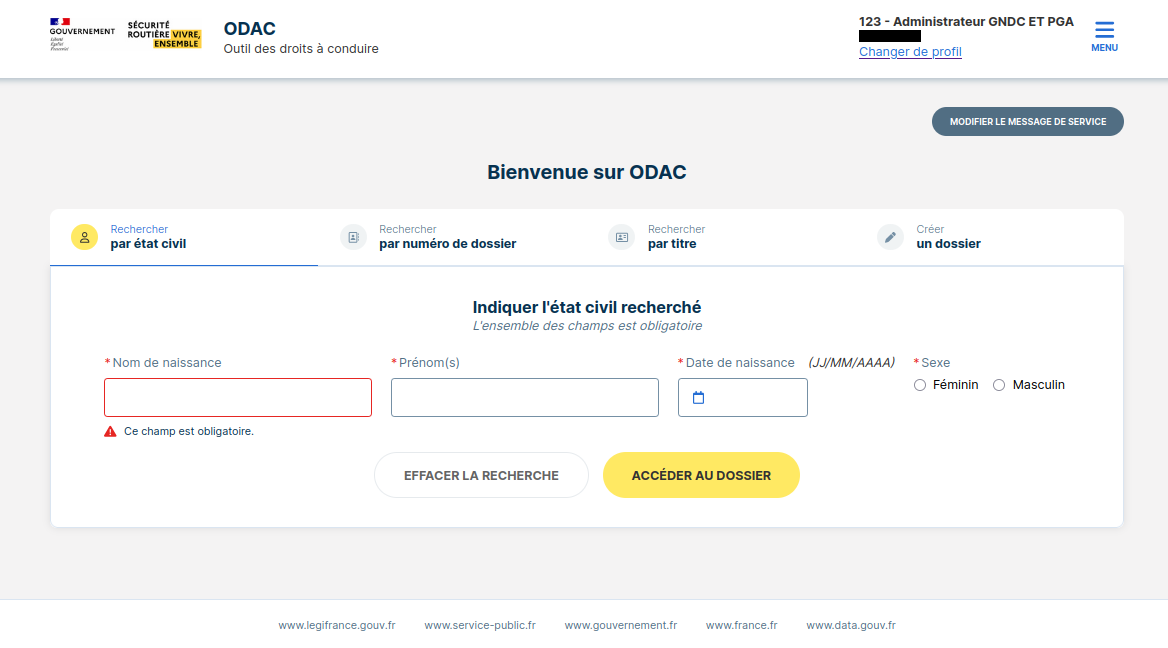 GOUVERNEMENT
Liberté
Égalité
Fraternité
SÉCURITÉ
ROUTIÈRE VIVRE,
ENSEMBLE
ODAC
Outil des droits à conduire
123 - Administrateur GNDC ET PGA
Changer de profil
MENU
MODIFIER LE MESSAGE DE SERVICE
Bienvenue sur ODAC
Rechercher
par état civil
Rechercher
par numéro de dossier
Rechercher
par titre
Créer
un dossier
Indiquer l'état civil recherché
L'ensemble des champs est obligatoire
* Nom de naissance
* Prénom(s)
* Date de naissance (JJ/MM/AAAA)
* Sexe
Féminin
Masculin
Ce champ est obligatoire.
EFFACER LA RECHERCHE
ACCÉDER AU DOSSIER
www.legifrance.gouv.fr www.service-public.fr www.gouvernement.fr www.france.fr www.data.gouv.fr